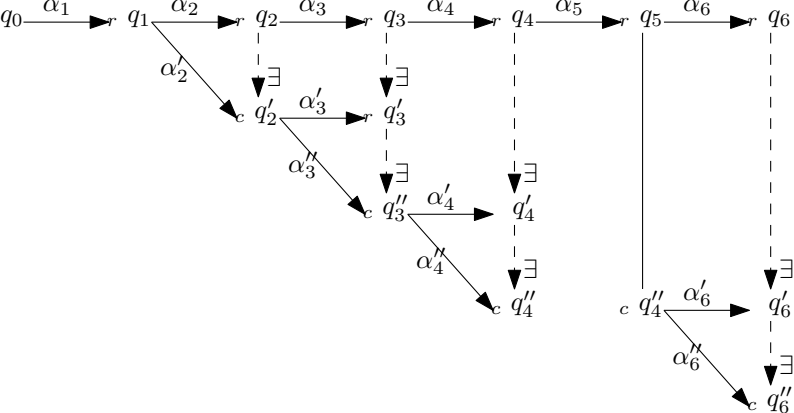 q₀ α₁ r q₁ α₂ r q₂ α₃ r q₃ α₄ r q₄ α₅ r q₅ α₆ r q₆
α′₂ ∃ ∃
c q′₂ α′₃ r q′₃
α″₃ ∃ ∃
c q″₃ α′₄ q′₄
α″₄ ∃ ∃
c q″₄ c q″₄ α′₆ q′₆
α″₆ ∃
c q″₆